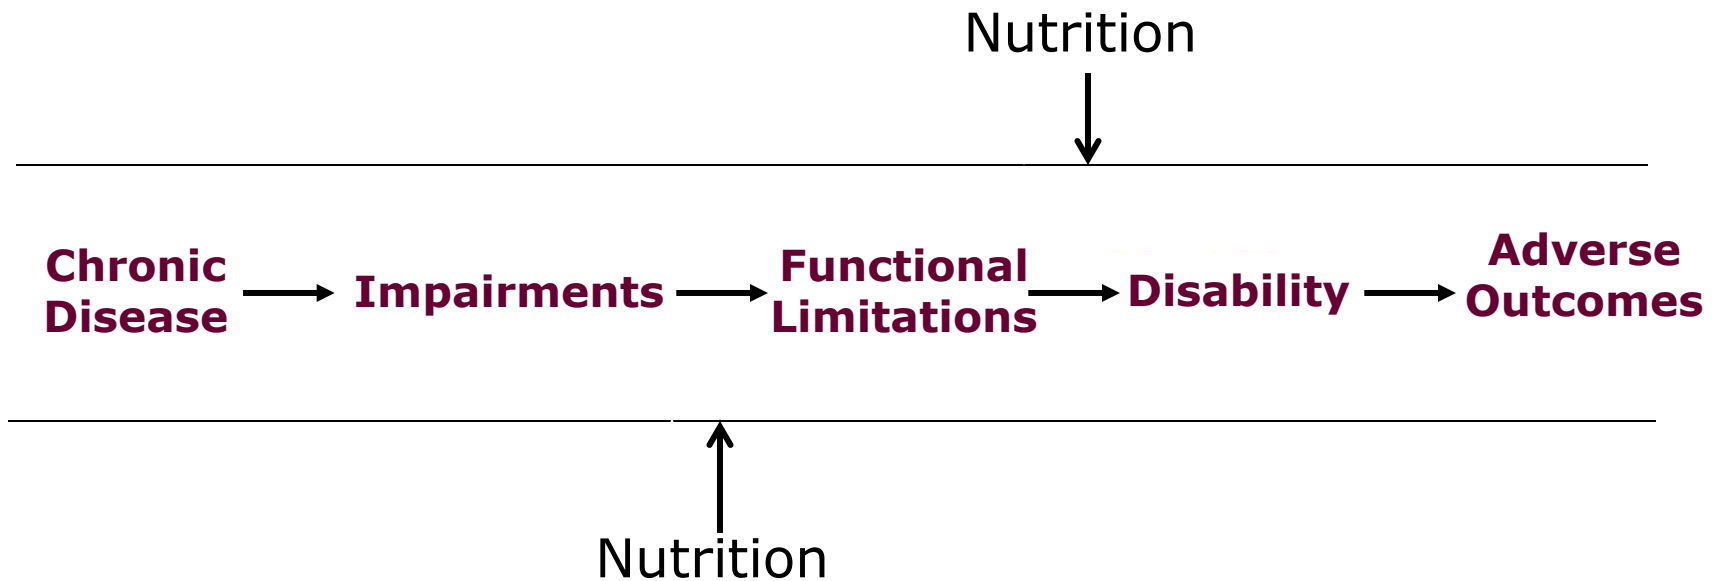 Nutrition
Chronic
Disease
Impairments
Functional
Limitations
Disability
Adverse
Outcomes
Nutrition